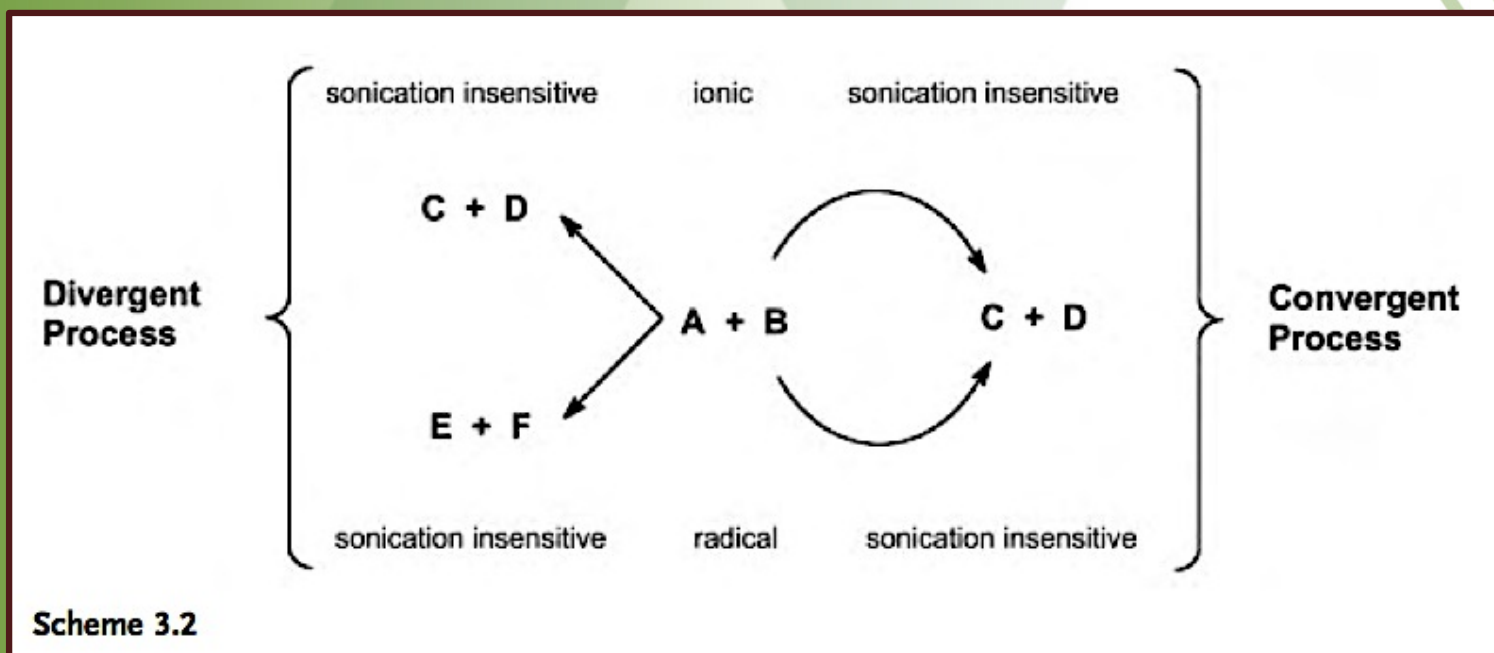 sonication insensitive ionic sonication insensitive
C + D
Divergent
Process
A + B
C + D
Convergent
Process
E + F
sonication insensitive radical sonication insensitive
Scheme 3.2